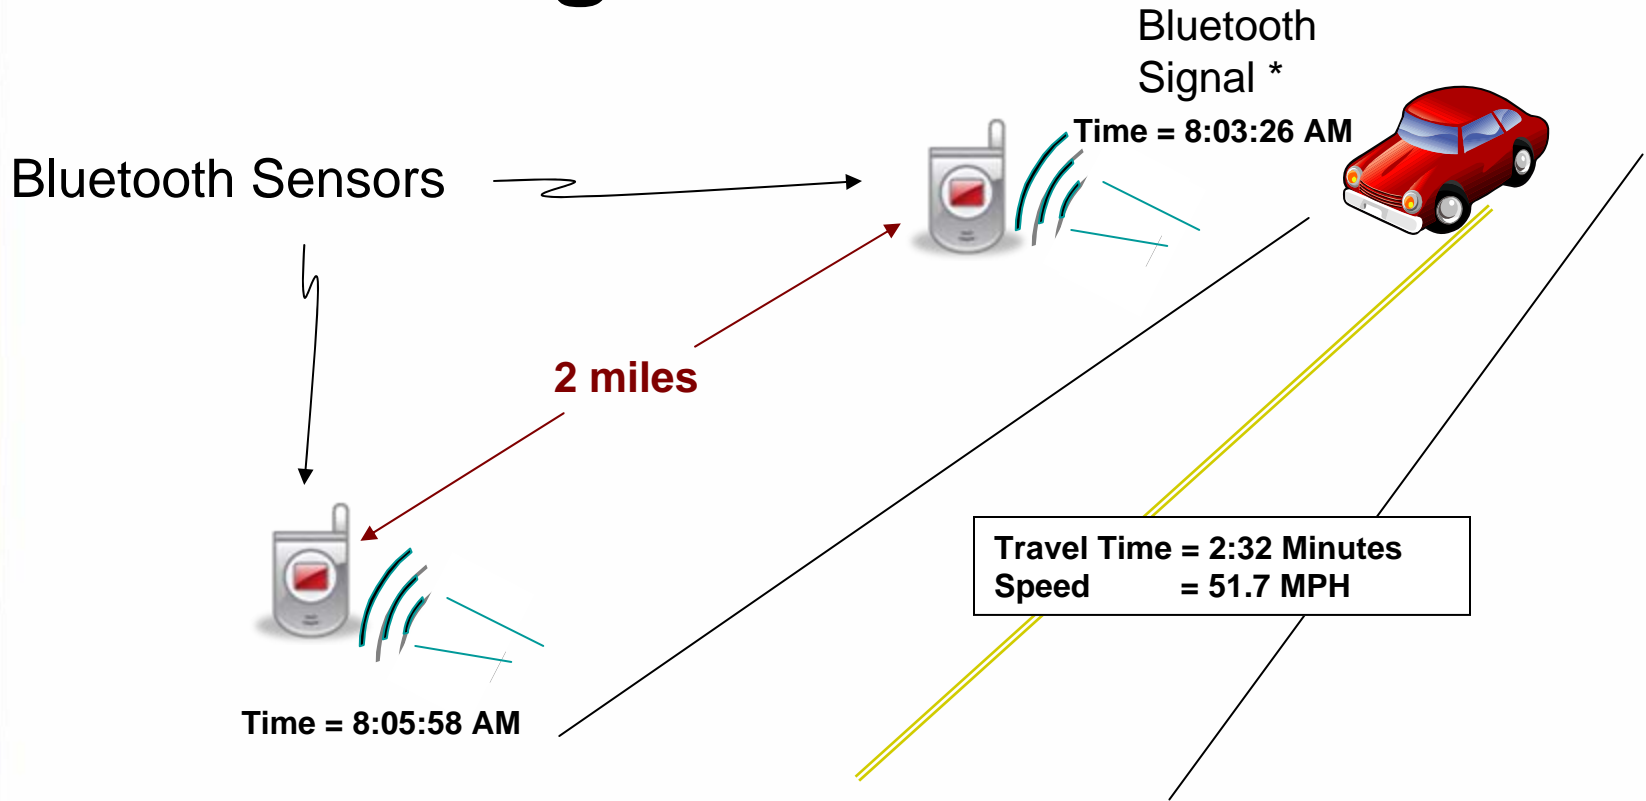 Bluetooth
Signal *
Time = 8:03:26 AM
Bluetooth Sensors
2 miles
Travel Time = 2:32 Minutes
Speed = 51.7 MPH
Time = 8:05:58 AM